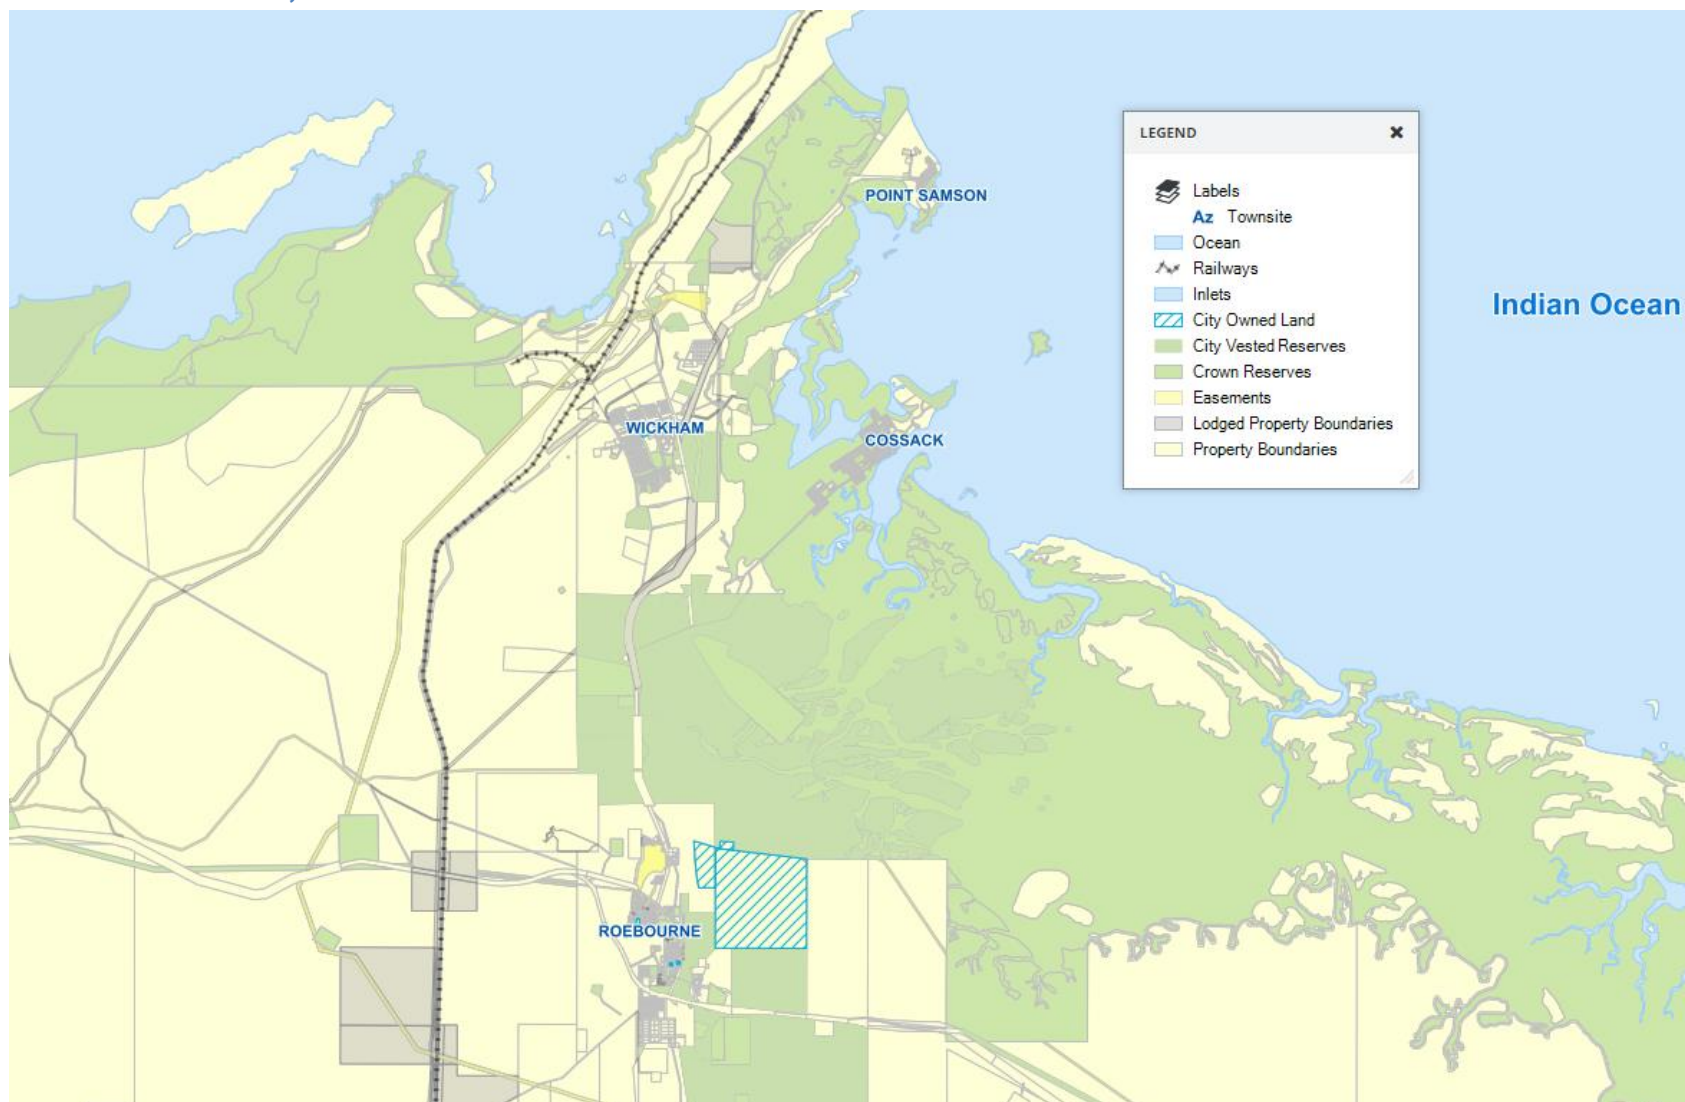 POINT SAMSON
LEGEND
Labels
Az Townsite
Ocean
Railways
Inlets
City Owned Land
City Vested Reserves
Crown Reserves
Easements
Lodged Property Boundaries
Property Boundaries
Indian Ocean
WICKHAM
COSSACK
ROEBOURNE